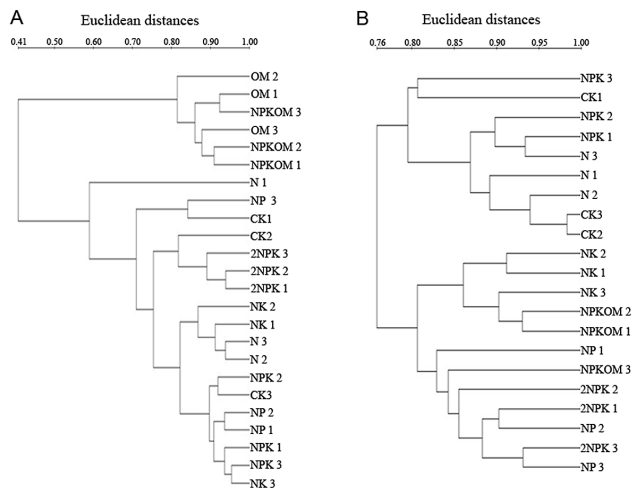 A
Euclidean distances
0.41 0.50 0.60 0.70 0.80 0.90 1.00
OM 2
OM 1
NPKOM 3
OM 3
NPKOM 2
NPKOM 1
N 1
NP 3
CK1
CK2
2NPK 3
2NPK 2
2NPK 1
NK 2
NK 1
N 3
N 2
NPK 2
CK3
NP 2
NP 1
NPK 1
NPK 3
NK 3
B
Euclidean distances
0.76 0.80 0.85 0.90 0.95 1.00
NPK 3
CK1
NPK 2
NPK 1
N 3
N 1
N 2
CK3
CK2
NK 2
NK 1
NK 3
NPKOM 2
NPKOM 1
NP 1
NPKOM 3
2NPK 2
2NPK 1
NP 2
2NPK 3
NP 3